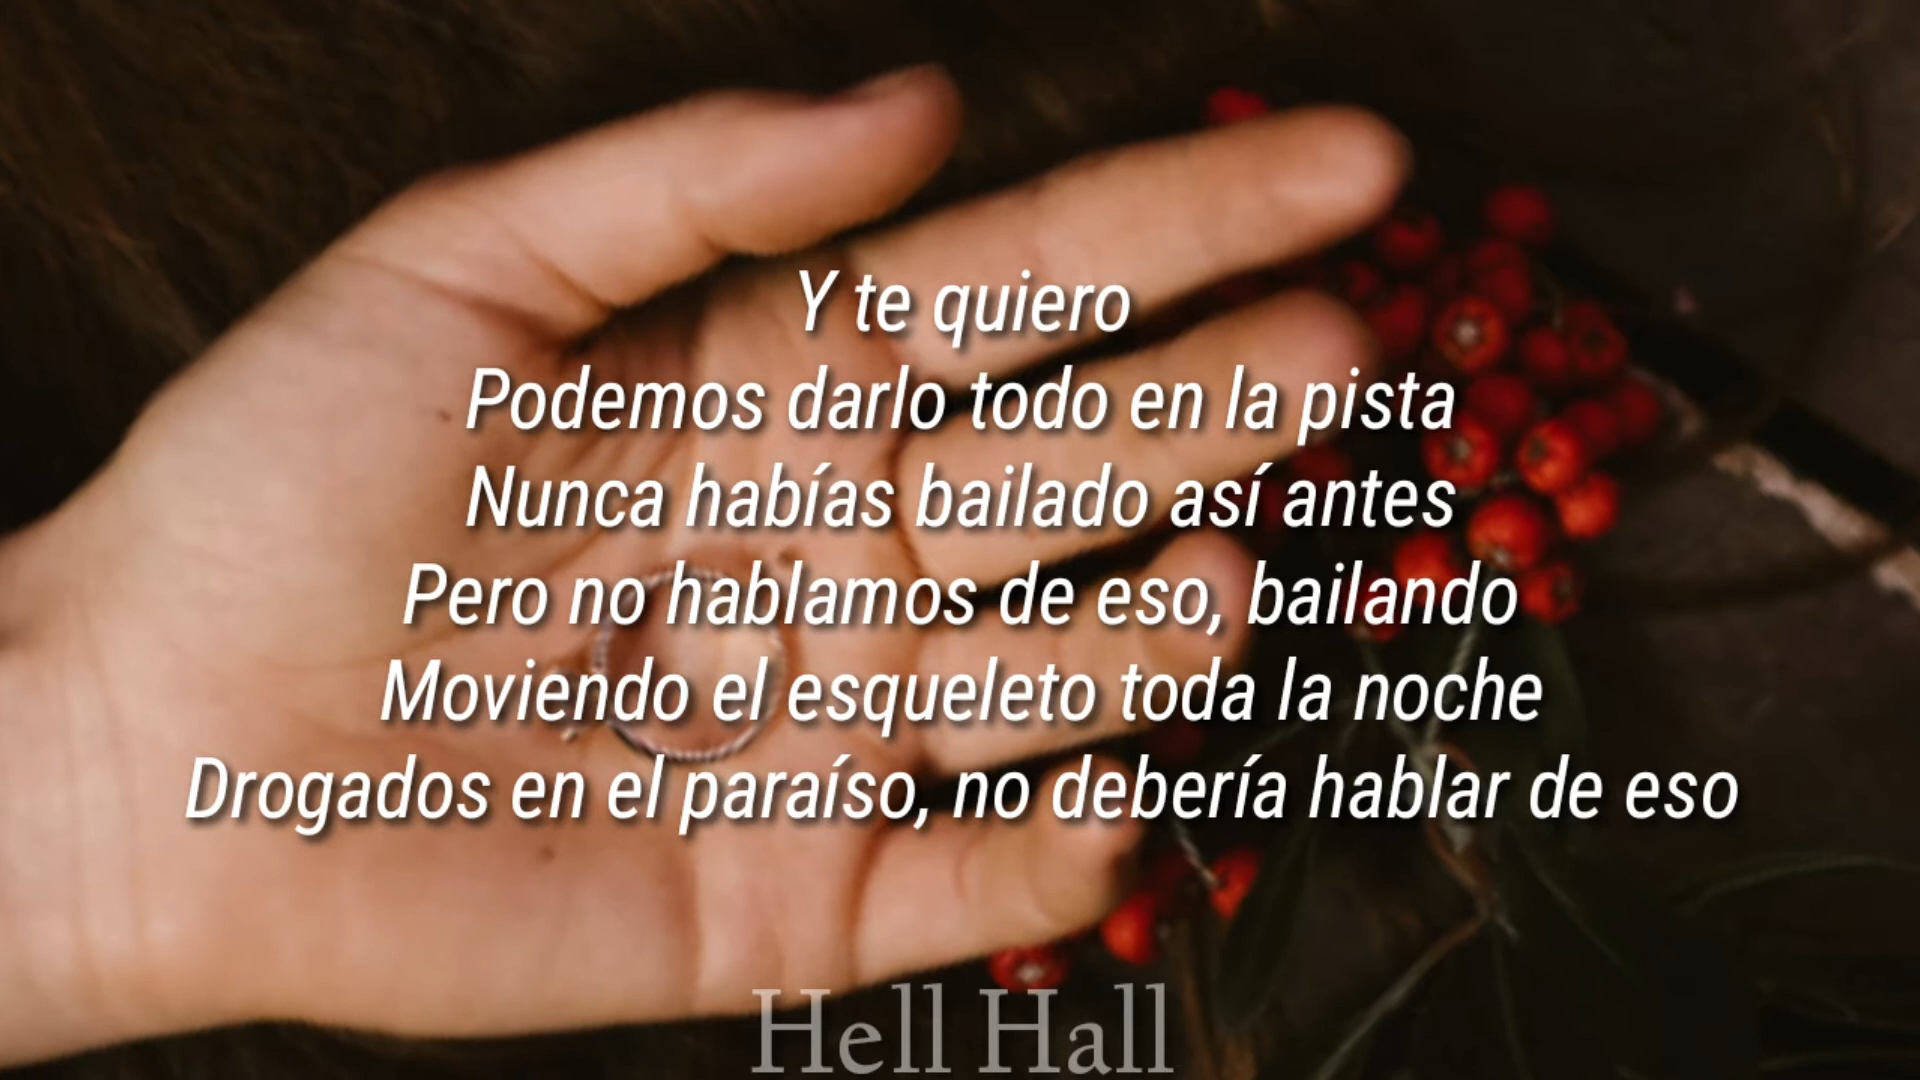 Y te quiero
Podemos darlo todo en la pista
Nunca habías bailado así antes
Pero no hablamos de eso, bailando
Moviendo el esqueleto toda la noche
Drogados en el paraíso, no debería hablar de eso
Hell Hall